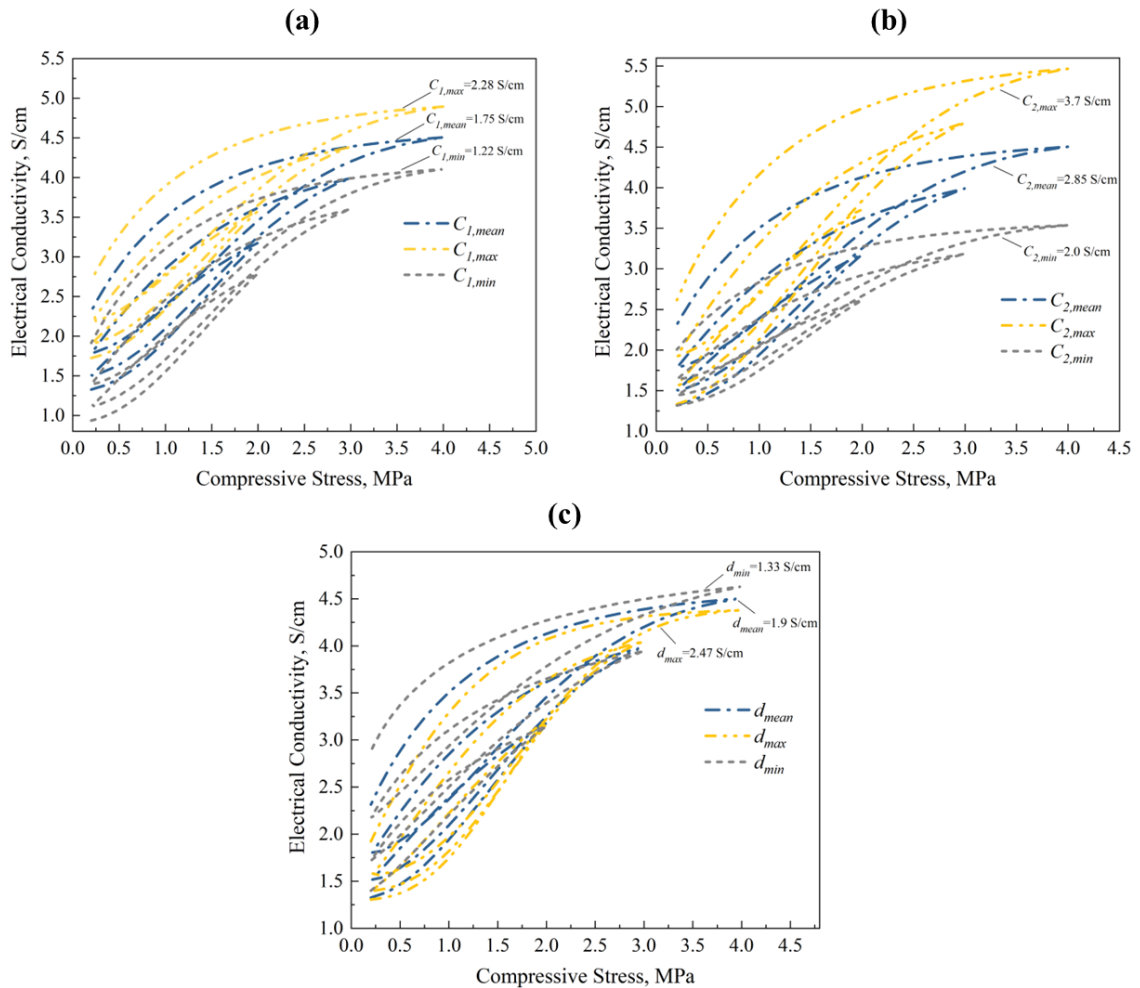 (a)
(b)
5.5
5.0
4.5
4.0
3.5
3.0
2.5
2.0
1.5
1.0
Electrical Conductivity, S/cm
C1,max=2.28 S/cm
C1,mean=1.75 S/cm
C1,min=1.22 S/cm
C1,mean
C1,max
C1,min
0.0 0.5 1.0 1.5 2.0 2.5 3.0 3.5 4.0 4.5 5.0
Compressive Stress, MPa
5.5
5.0
4.5
4.0
3.5
3.0
2.5
2.0
1.5
1.0
Electrical Conductivity, S/cm
C2,max=3.7 S/cm
C2,mean=2.85 S/cm
C2,min=2.0 S/cm
C2,mean
C2,max
C2,min
0.0 0.5 1.0 1.5 2.0 2.5 3.0 3.5 4.0 4.5
Compressive Stress, MPa
(c)
5.0
4.5
4.0
3.5
3.0
2.5
2.0
1.5
1.0
Electrical Conductivity, S/cm
dmin=1.33 S/cm
dmean=1.9 S/cm
dmax=2.47 S/cm
dmean
dmax
dmin
0.0 0.5 1.0 1.5 2.0 2.5 3.0 3.5 4.0 4.5
Compressive Stress, MPa